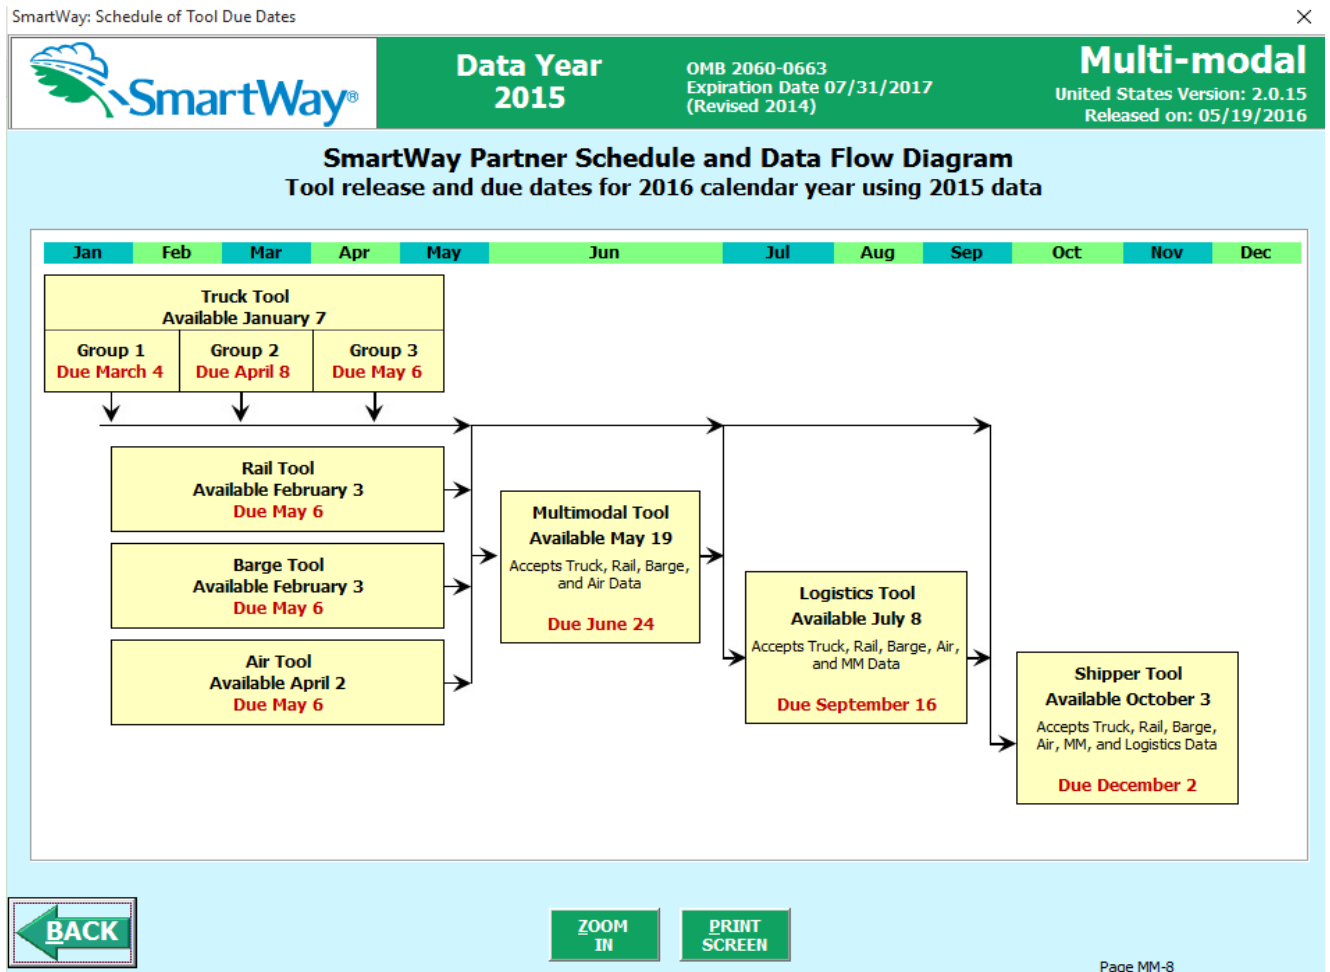 SmartWay: Schedule of Tool Due Dates
SmartWay®
Data Year
2015
OMB 2060-0663
Expiration Date 07/31/2017
(Revised 2014)
Multi-modal
United States Version: 2.0.15
Released on: 05/19/2016
SmartWay Partner Schedule and Data Flow Diagram
Tool release and due dates for 2016 calendar year using 2015 data
Jan Feb Mar Apr May Jun Jul Aug Sep Oct Nov Dec
Truck Tool
Available January 7
Group 1
Due March 4
Group 2
Due April 8
Group 3
Due May 6
Rail Tool
Available February 3
Due May 6
Barge Tool
Available February 3
Due May 6
Air Tool
Available April 2
Due May 6
Multimodal Tool
Available May 19
Accepts Truck, Rail, Barge,
and Air Data
Due June 24
Logistics Tool
Available July 8
Accepts Truck, Rail, Barge, Air,
and MM Data
Due September 16
Shipper Tool
Available October 3
Accepts Truck, Rail, Barge,
Air, MM, and Logistics Data
Due December 2
BACK
ZOOM
IN
PRINT
SCREEN
Page MM-8